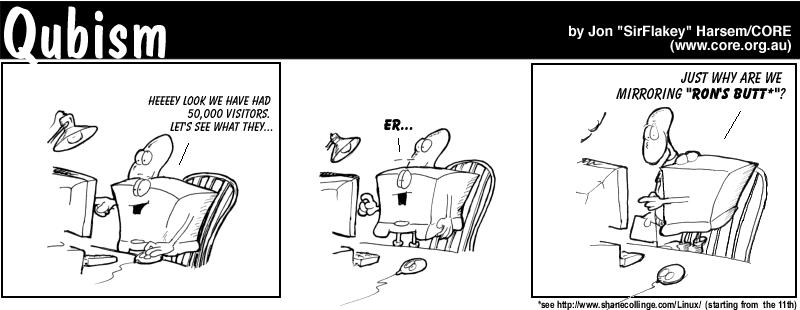 Qubism
by Jon "SirFlakey" Harsem/CORE
(www.core.org.au)
HEEEEY LOOK WE HAVE HAD
50,000 VISITORS.
LET'S SEE WHAT THEY...
ER...
JUST WHY ARE WE
MIRRORING "RON'S BUTT*"?
*see http://www.shanecollinge.com/Linux/ (starting from the 11th)